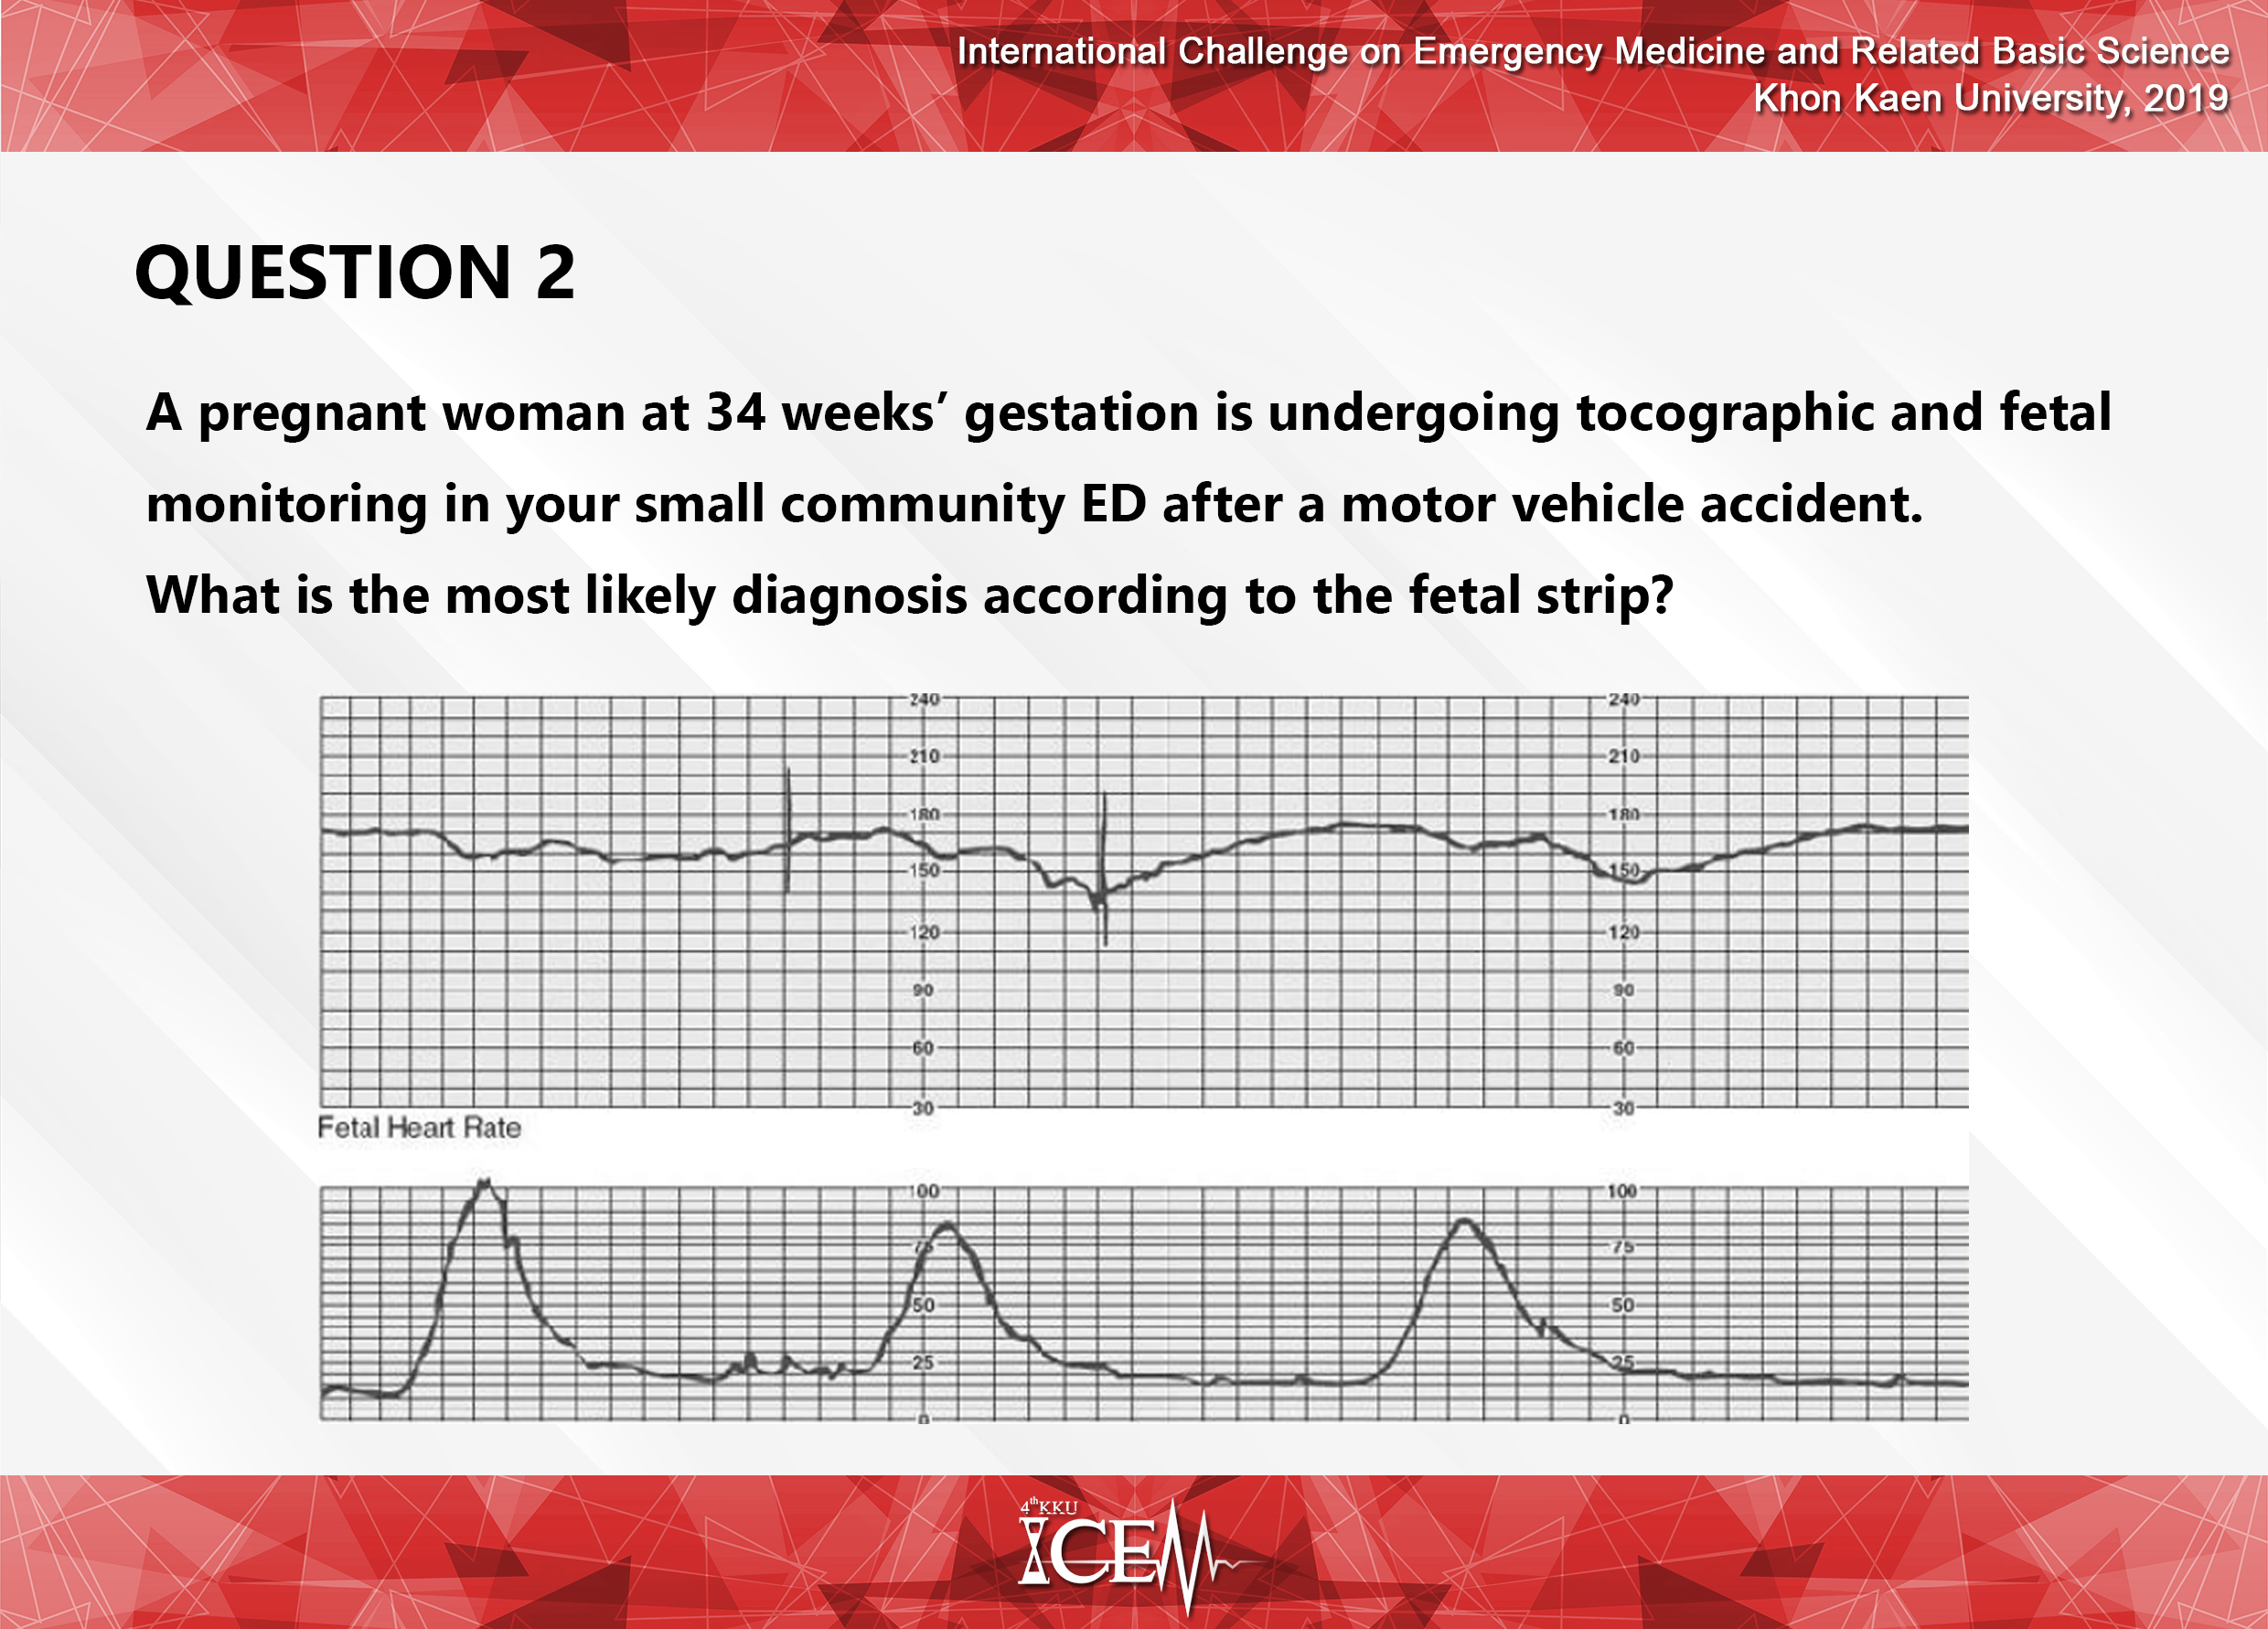 International Challenge on Emergency Medicine and Related Basic Science
Khon Kaen University, 2019
QUESTION 2
A pregnant woman at 34 weeks’ gestation is undergoing tocographic and fetal
monitoring in your small community ED after a motor vehicle accident.
What is the most likely diagnosis according to the fetal strip?
240 240
210 210
180 180
150 150
120 120
90 90
60 60
30 30
Fetal Heart Rate
100 100
75 75
50 50
25 25
0 0
4th KKU
ICEM